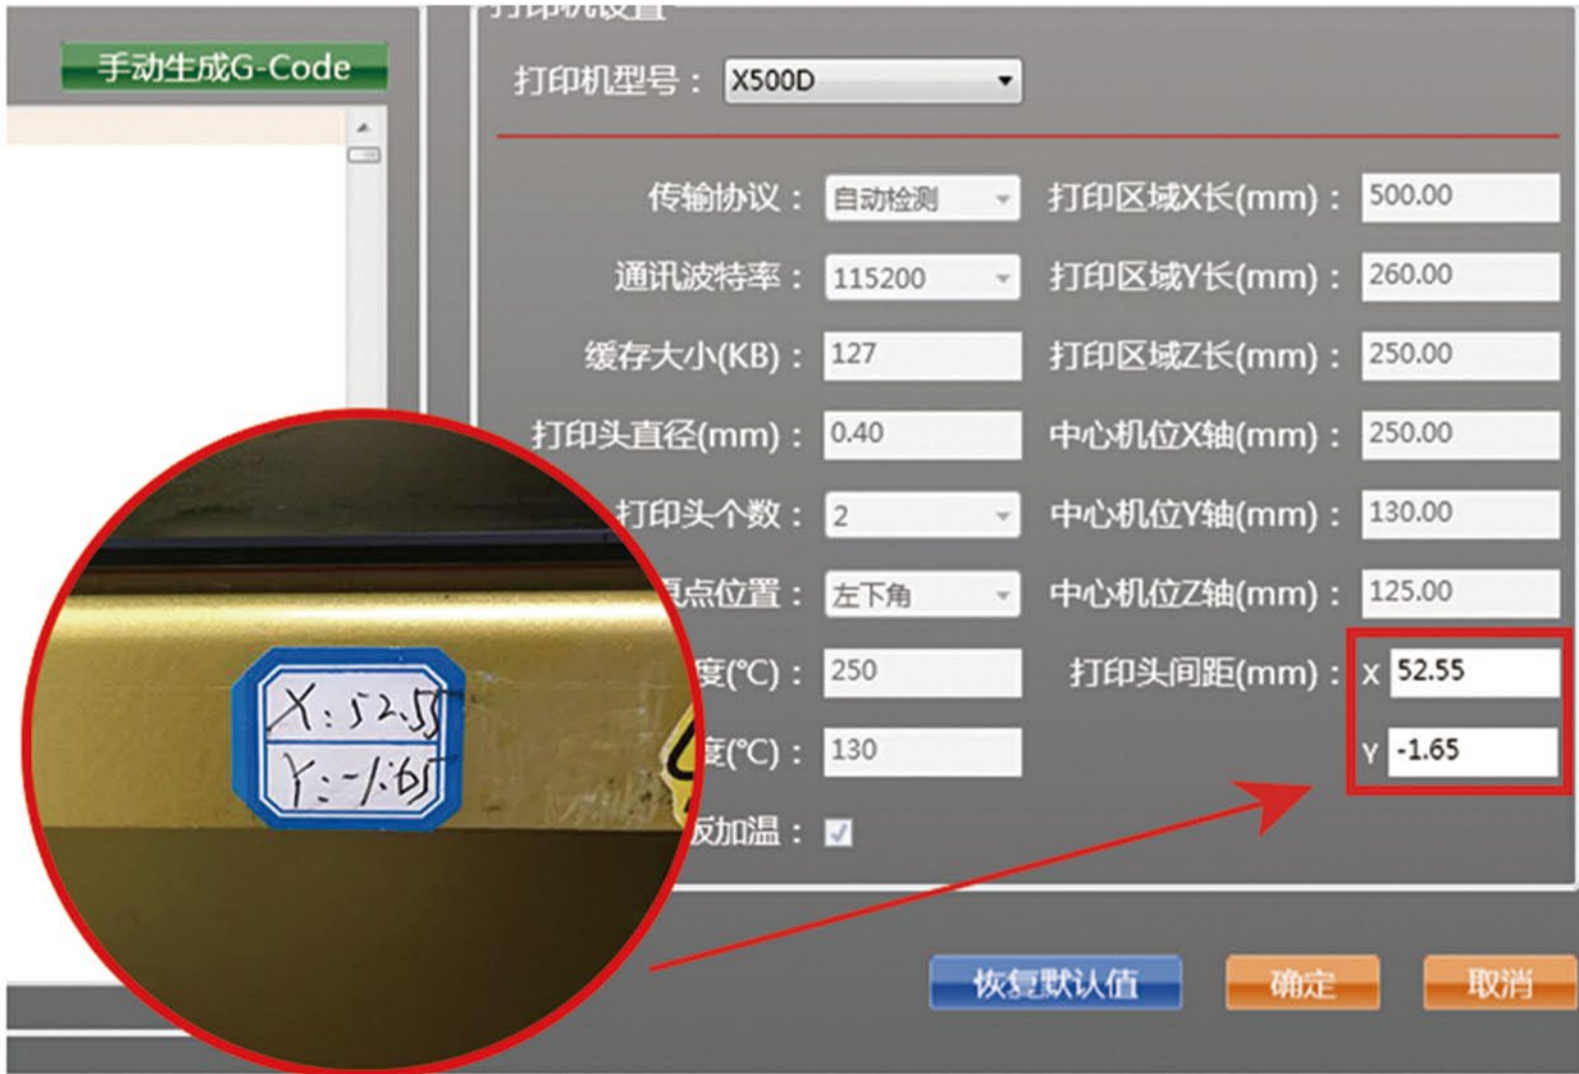 打印机设置
手动生成G-Code
打印机型号： X500D
传输协议： 自动检测 打印区域X长(mm)： 500.00
通讯波特率： 115200 打印区域Y长(mm)： 260.00
缓存大小(KB)： 127 打印区域Z长(mm)： 250.00
打印头直径(mm)： 0.40 中心机位X轴(mm)： 250.00
打印头个数： 2 中心机位Y轴(mm)： 130.00
点位置： 左下角 中心机位Z轴(mm)： 125.00
度(°C)： 250 打印头间距(mm)： X 52.55
度(°C)： 130 Y -1.65
加温：
X: 52.55
Y: -1.65
恢复默认值 确定 取消